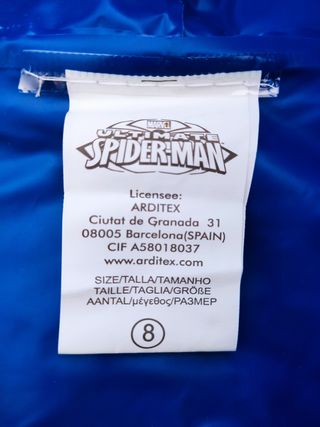 MARVEL
ULTIMATE
SPIDER-MAN
Licensee:
ARDITEX
Ciutat de Granada 31
08005 Barcelona(SPAIN)
CIF A58018037
www.arditex.com
SIZE/TALLA/TAMANHO
TAILLE/TAGLIA/GRÖßE
AANTAL/μέγεθος/РАЗМЕР
8